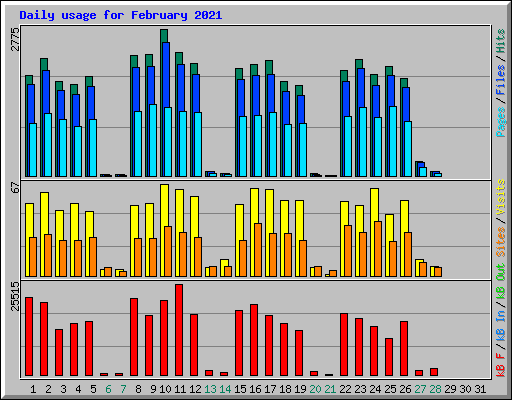 Daily usage for February 2021
2775
Pages / Files / Hits
67
Sites / Visits
25515
kB F / kB In / kB Out
1 2 3 4 5 6 7 8 9 10 11 12 13 14 15 16 17 18 19 20 21 22 23 24 25 26 27 28 29 30 31